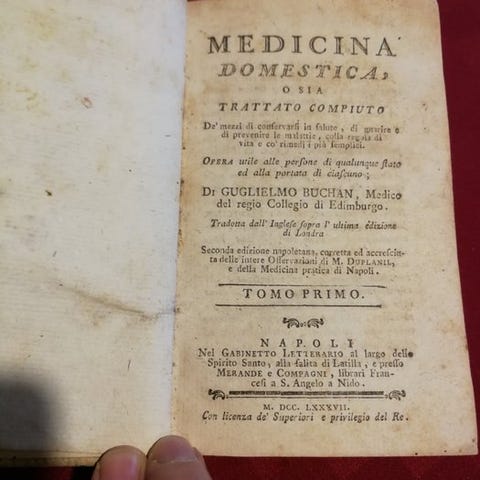 MEDICINA
DOMESTICA,
O SIA
TRATTATO COMPIUTO
De' mezzi di conservarsi in salute, di guarire e
di prevenire le malattie, colla regola di
vita e co' rimedj i più semplici.
OPERA utile alle persone di qualunque stato
ed alla portata di ciascuno;
DI GUGLIELMO BUCHAN, Medico
del regio Collegio di Edimburgo.
Tradotta dall' Inglese sopra l' ultima edizione
di Londra
Seconda edizione napoletana, corretta ed accresciu-
ta delle intere Osservazioni di M. DUPLANIL,
e della Medicina pratica di Napoli.
TOMO PRIMO.
NAPOLI
Nel GABINETTO LETTERARIO al largo dello
Spirito Santo, alla salita di Latilla, e presso
MERANDE e COMPAGNI, librari Fran-
cesi a S. Angelo a Nido.
M. DCC. LXXXVII.
Con licenza de' Superiori e privilegio del Re.